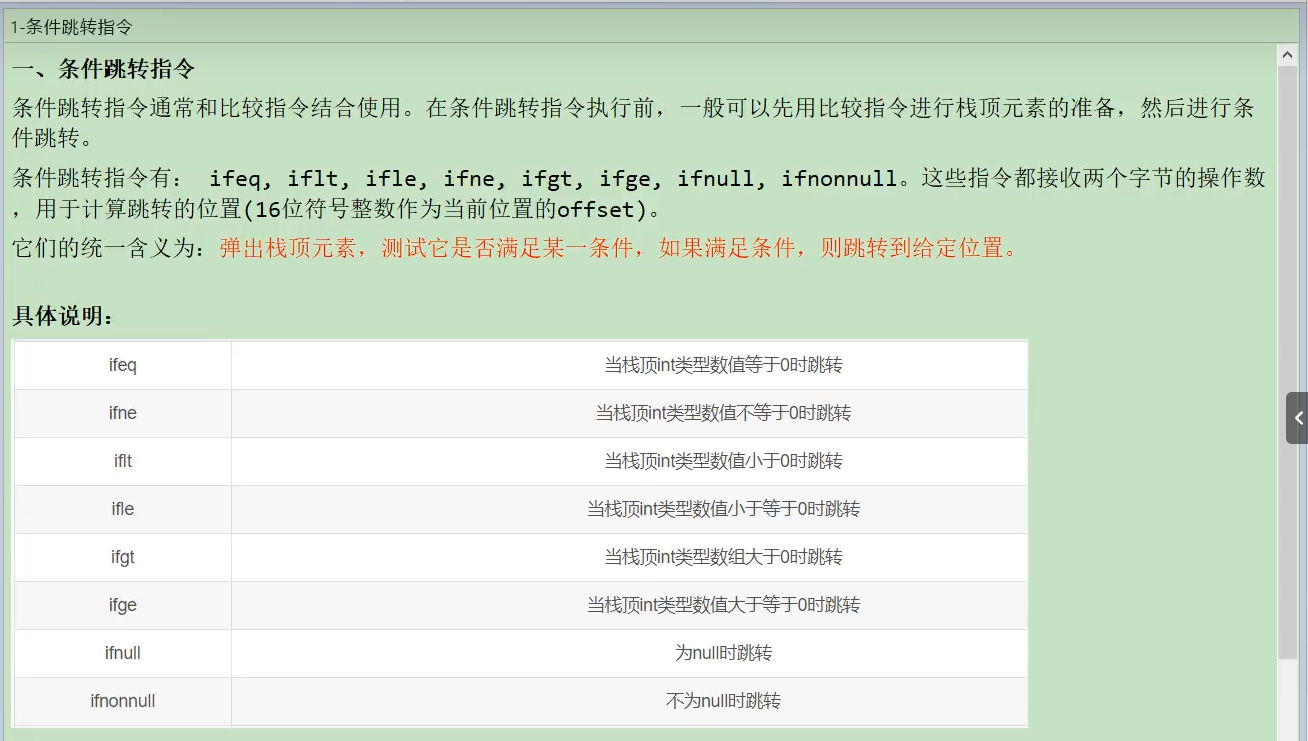 1-条件跳转指令
一、条件跳转指令
条件跳转指令通常和比较指令结合使用。在条件跳转指令执行前，一般可以先用比较指令进行栈顶元素的准备，然后进行条
件跳转。
条件跳转指令有： ifeq, iflt, ifle, ifne, ifgt, ifge, ifnull, ifnonnull。这些指令都接收两个字节的操作数
，用于计算跳转的位置(16位符号整数作为当前位置的offset)。
它们的统一含义为：弹出栈顶元素，测试它是否满足某一条件，如果满足条件，则跳转到给定位置。
具体说明：
ifeq 当栈顶int类型数值等于0时跳转
ifne 当栈顶int类型数值不等于0时跳转
iflt 当栈顶int类型数值小于0时跳转
ifle 当栈顶int类型数值小于等于0时跳转
ifgt 当栈顶int类型数组大于0时跳转
ifge 当栈顶int类型数值大于等于0时跳转
ifnull 为null时跳转
ifnonnull 不为null时跳转